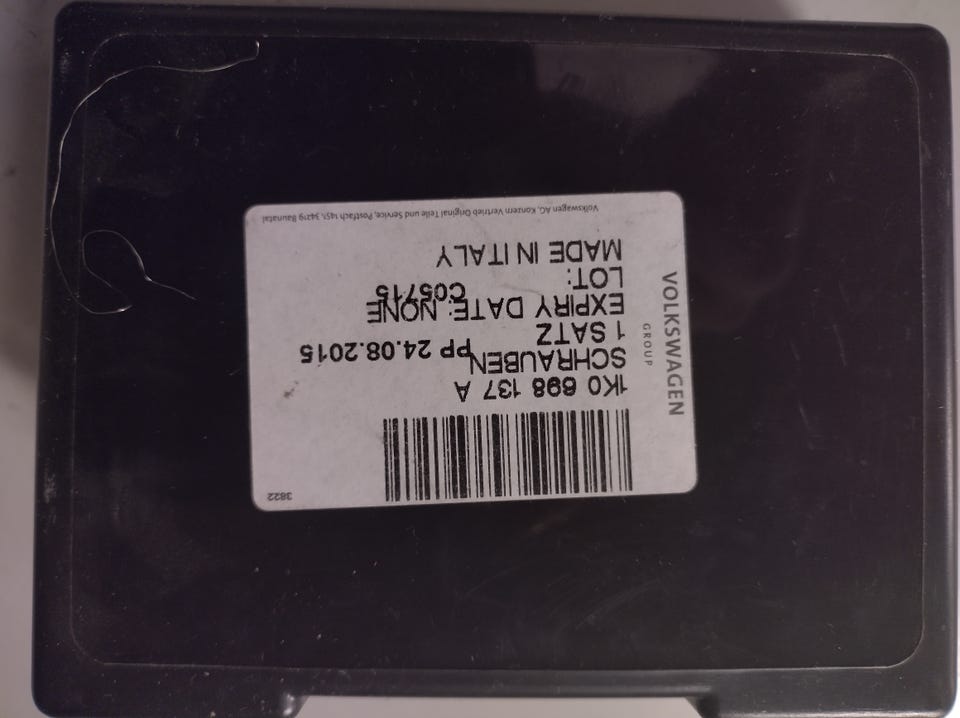 3822
1K0 698 137 A
SCHRAUBEN
PP 24.08.2015
1 SATZ
EXPIRY DATE: NONE
LOT: C05715
MADE IN ITALY
Volkswagen AG, Konzern Vertrieb Original Teile und Service, Postfach 1451, 34219 Baunatal
VOLKSWAGEN
GROUP